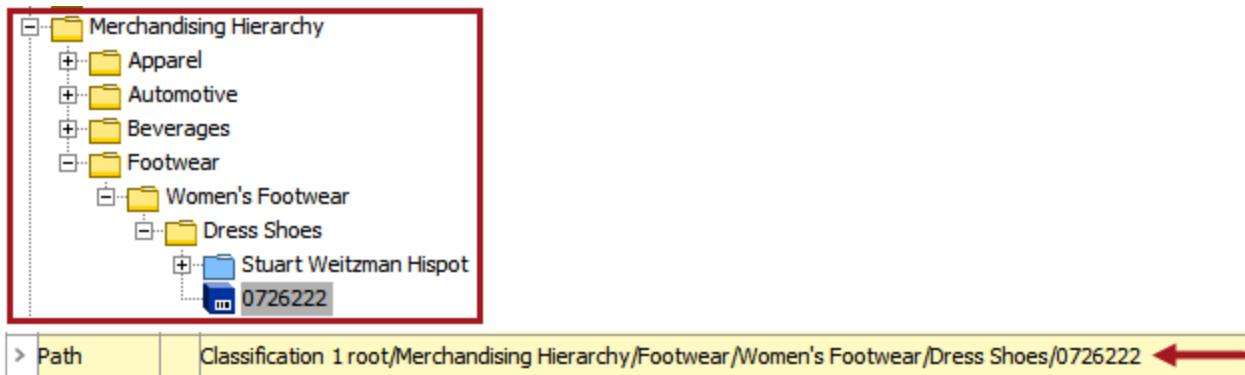 Merchandising Hierarchy
Apparel
Automotive
Beverages
Footwear
Women's Footwear
Dress Shoes
Stuart Weitzman Hispot
0726222
> Path Classification 1 root/Merchandising Hierarchy/Footwear/Women's Footwear/Dress Shoes/0726222